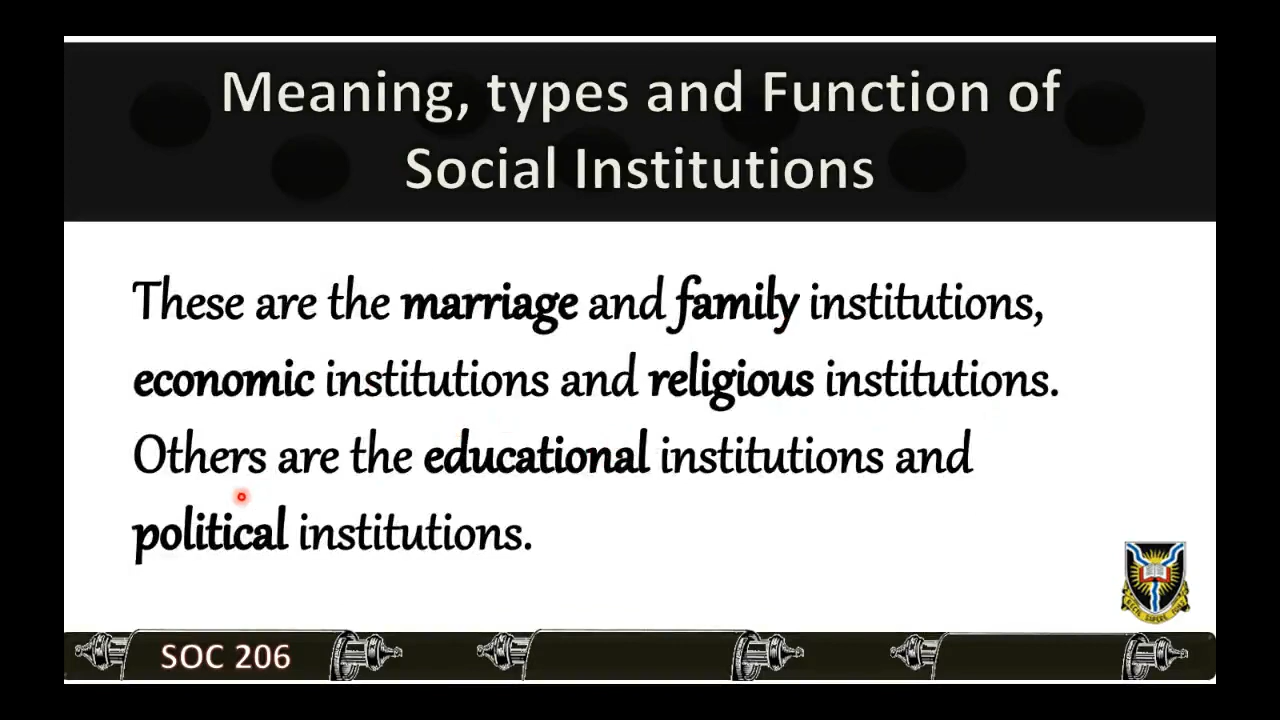 Meaning, types and Function of
Social Institutions
These are the marriage and family institutions,
economic institutions and religious institutions.
Others are the educational institutions and
political institutions.
SOC 206